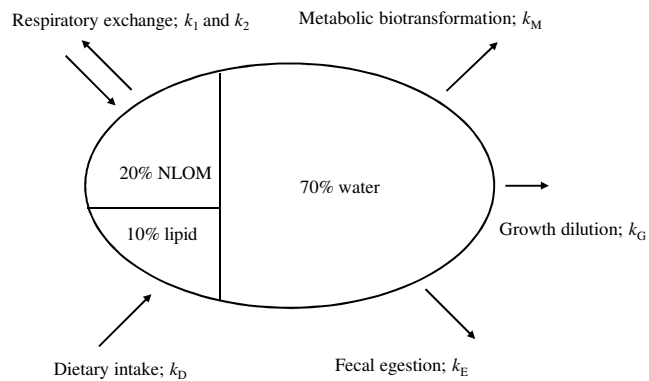 Respiratory exchange; k₁ and k₂
Metabolic biotransformation; kM
20% NLOM
70% water
10% lipid
Growth dilution; kG
Dietary intake; kD
Fecal egestion; kE